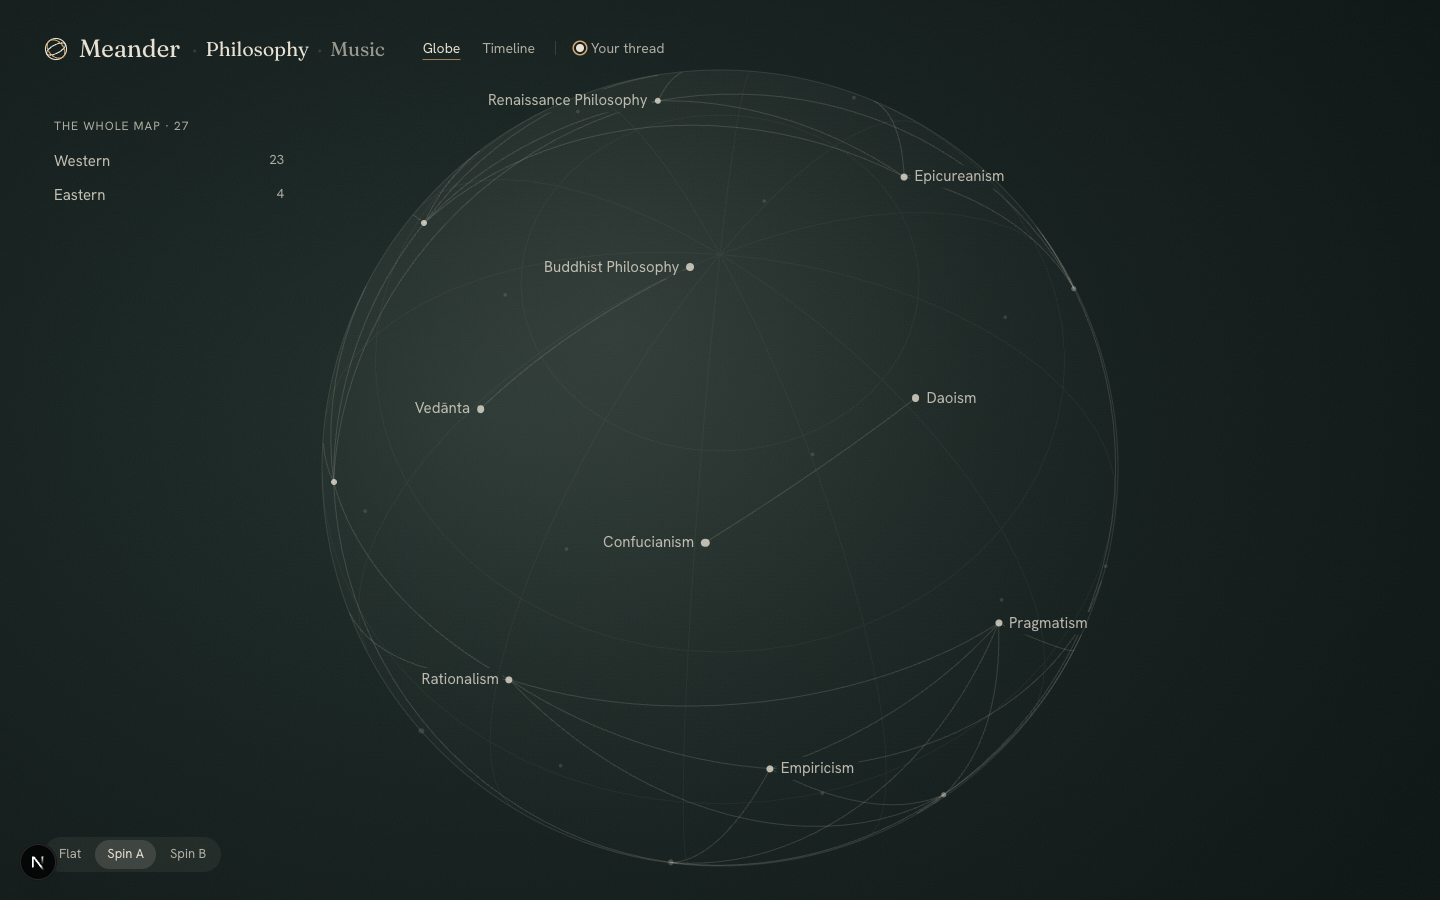 Meander · Philosophy · Music
Globe
Timeline
Your thread
THE WHOLE MAP · 27
Western 23
Eastern 4
Renaissance Philosophy
Epicureanism
Buddhist Philosophy
Vedānta
Daoism
Confucianism
Pragmatism
Rationalism
Empiricism
N
Flat
Spin A
Spin B